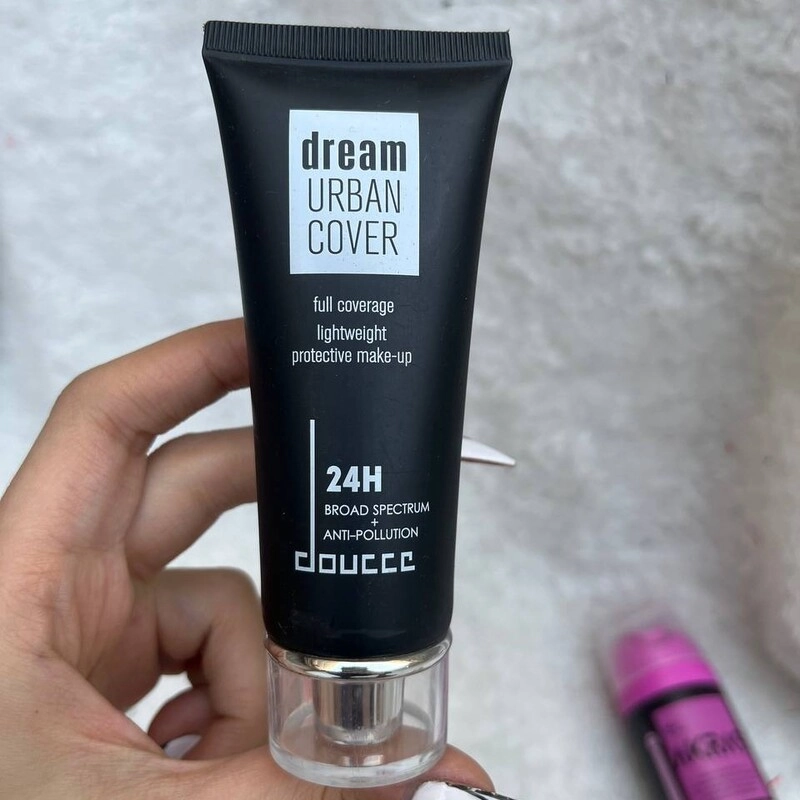 dream
URBAN
COVER
full coverage
lightweight
protective make-up
24H
BROAD SPECTRUM
+
ANTI-POLLUTION
doucce